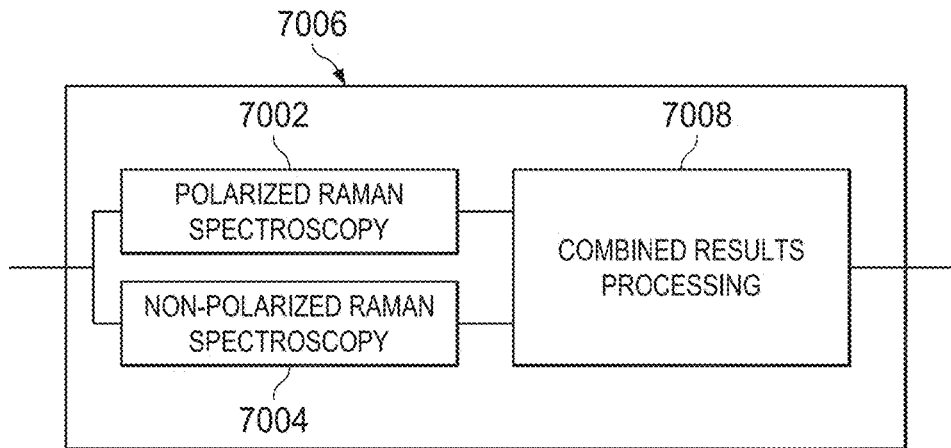 7006
7002
7008
POLARIZED RAMAN
SPECTROSCOPY
COMBINED RESULTS
PROCESSING
NON-POLARIZED RAMAN
SPECTROSCOPY
7004